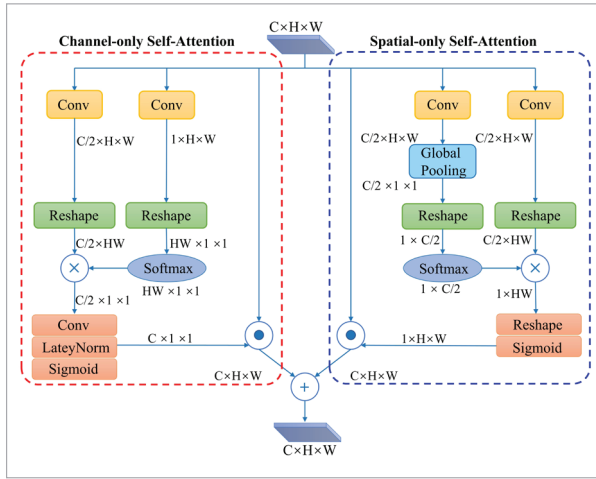 C×H×W
Channel-only Self-Attention
Spatial-only Self-Attention
Conv
Conv
Conv
Conv
C/2×H×W
1×H×W
C/2×H×W
C/2×H×W
Global
Pooling
C/2 × 1 × 1
Reshape
Reshape
Reshape
Reshape
C/2×HW
HW ×1 × 1
1 × C/2
C/2×HW
×
Softmax
Softmax
×
HW ×1 × 1
1 × C/2
C/2 × 1 × 1
1×HW
Conv
LateyNorm
Sigmoid
C ×1 × 1
1×H×W
Reshape
Sigmoid
C×H×W
C×H×W
+
C×H×W